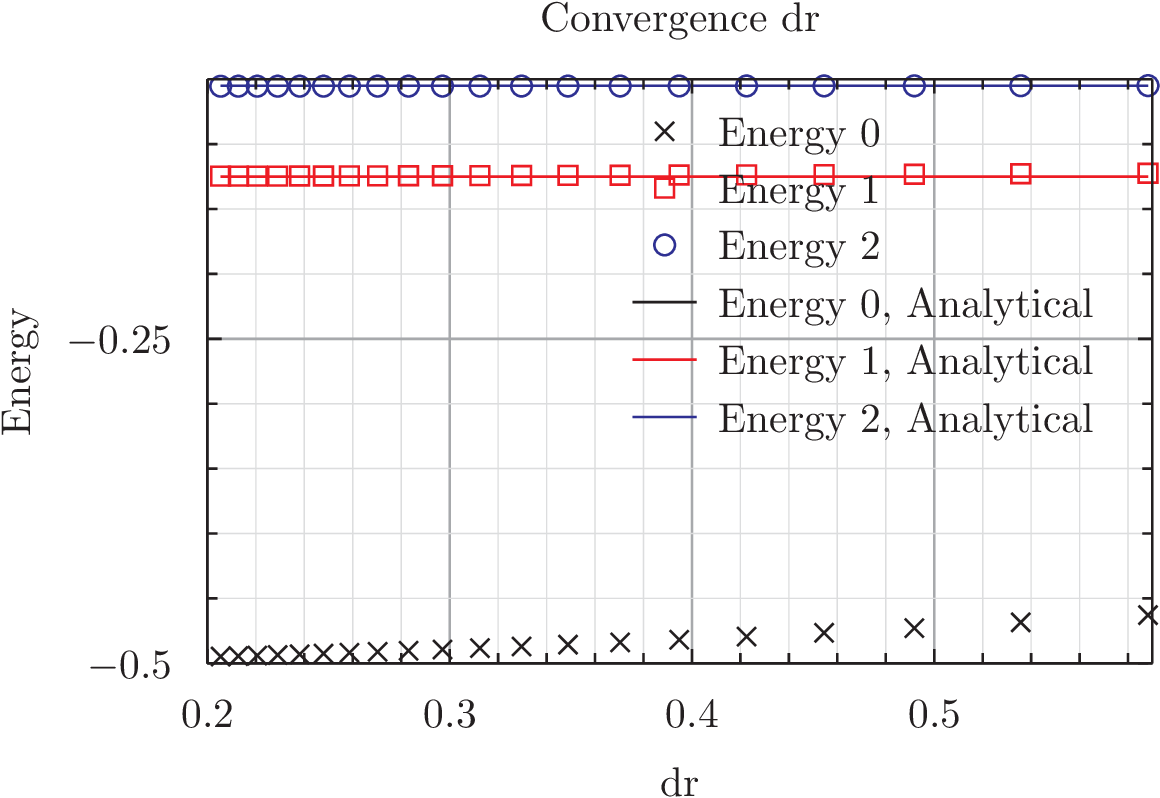 Convergence dr
Energy 0
Energy 1
Energy 2
Energy 0, Analytical
Energy 1, Analytical
Energy 2, Analytical
Energy
−0.25
−0.5
0.2 0.3 0.4 0.5
dr